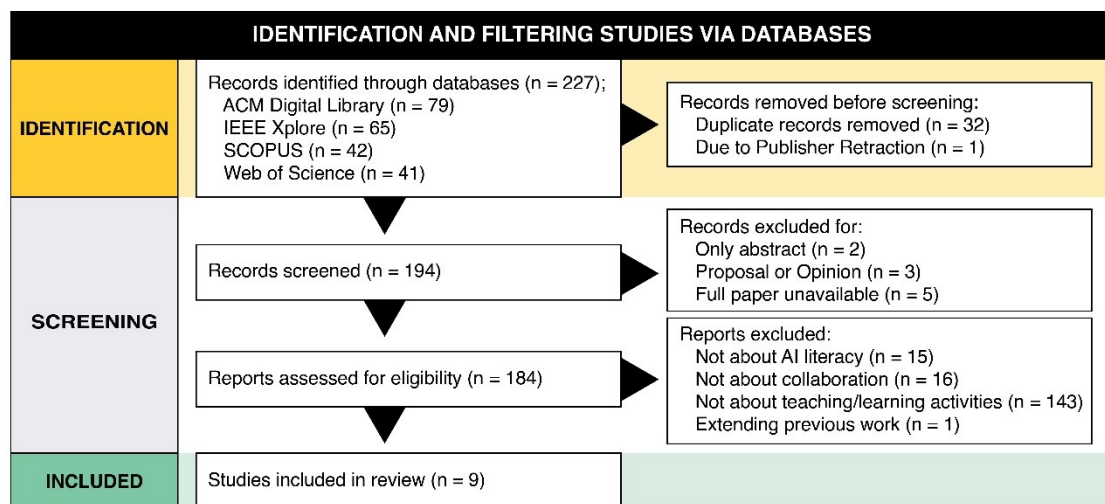 IDENTIFICATION AND FILTERING STUDIES VIA DATABASES
IDENTIFICATION
Records identified through databases (n = 227);
ACM Digital Library (n = 79)
IEEE Xplore (n = 65)
SCOPUS (n = 42)
Web of Science (n = 41)
Records removed before screening:
Duplicate records removed (n = 32)
Due to Publisher Retraction (n = 1)
SCREENING
Records screened (n = 194)
Records excluded for:
Only abstract (n = 2)
Proposal or Opinion (n = 3)
Full paper unavailable (n = 5)
Reports assessed for eligibility (n = 184)
Reports excluded:
Not about AI literacy (n = 15)
Not about collaboration (n = 16)
Not about teaching/learning activities (n = 143)
Extending previous work (n = 1)
INCLUDED
Studies included in review (n = 9)